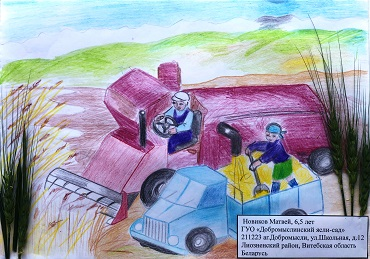 Новиков Матвей, 6,5 лет
ГУО «Добромыслинский ясли-сад»
211223 аг.Добромысли, ул.Школьная, д.12
Лиозненский район, Витебская область
Беларусь